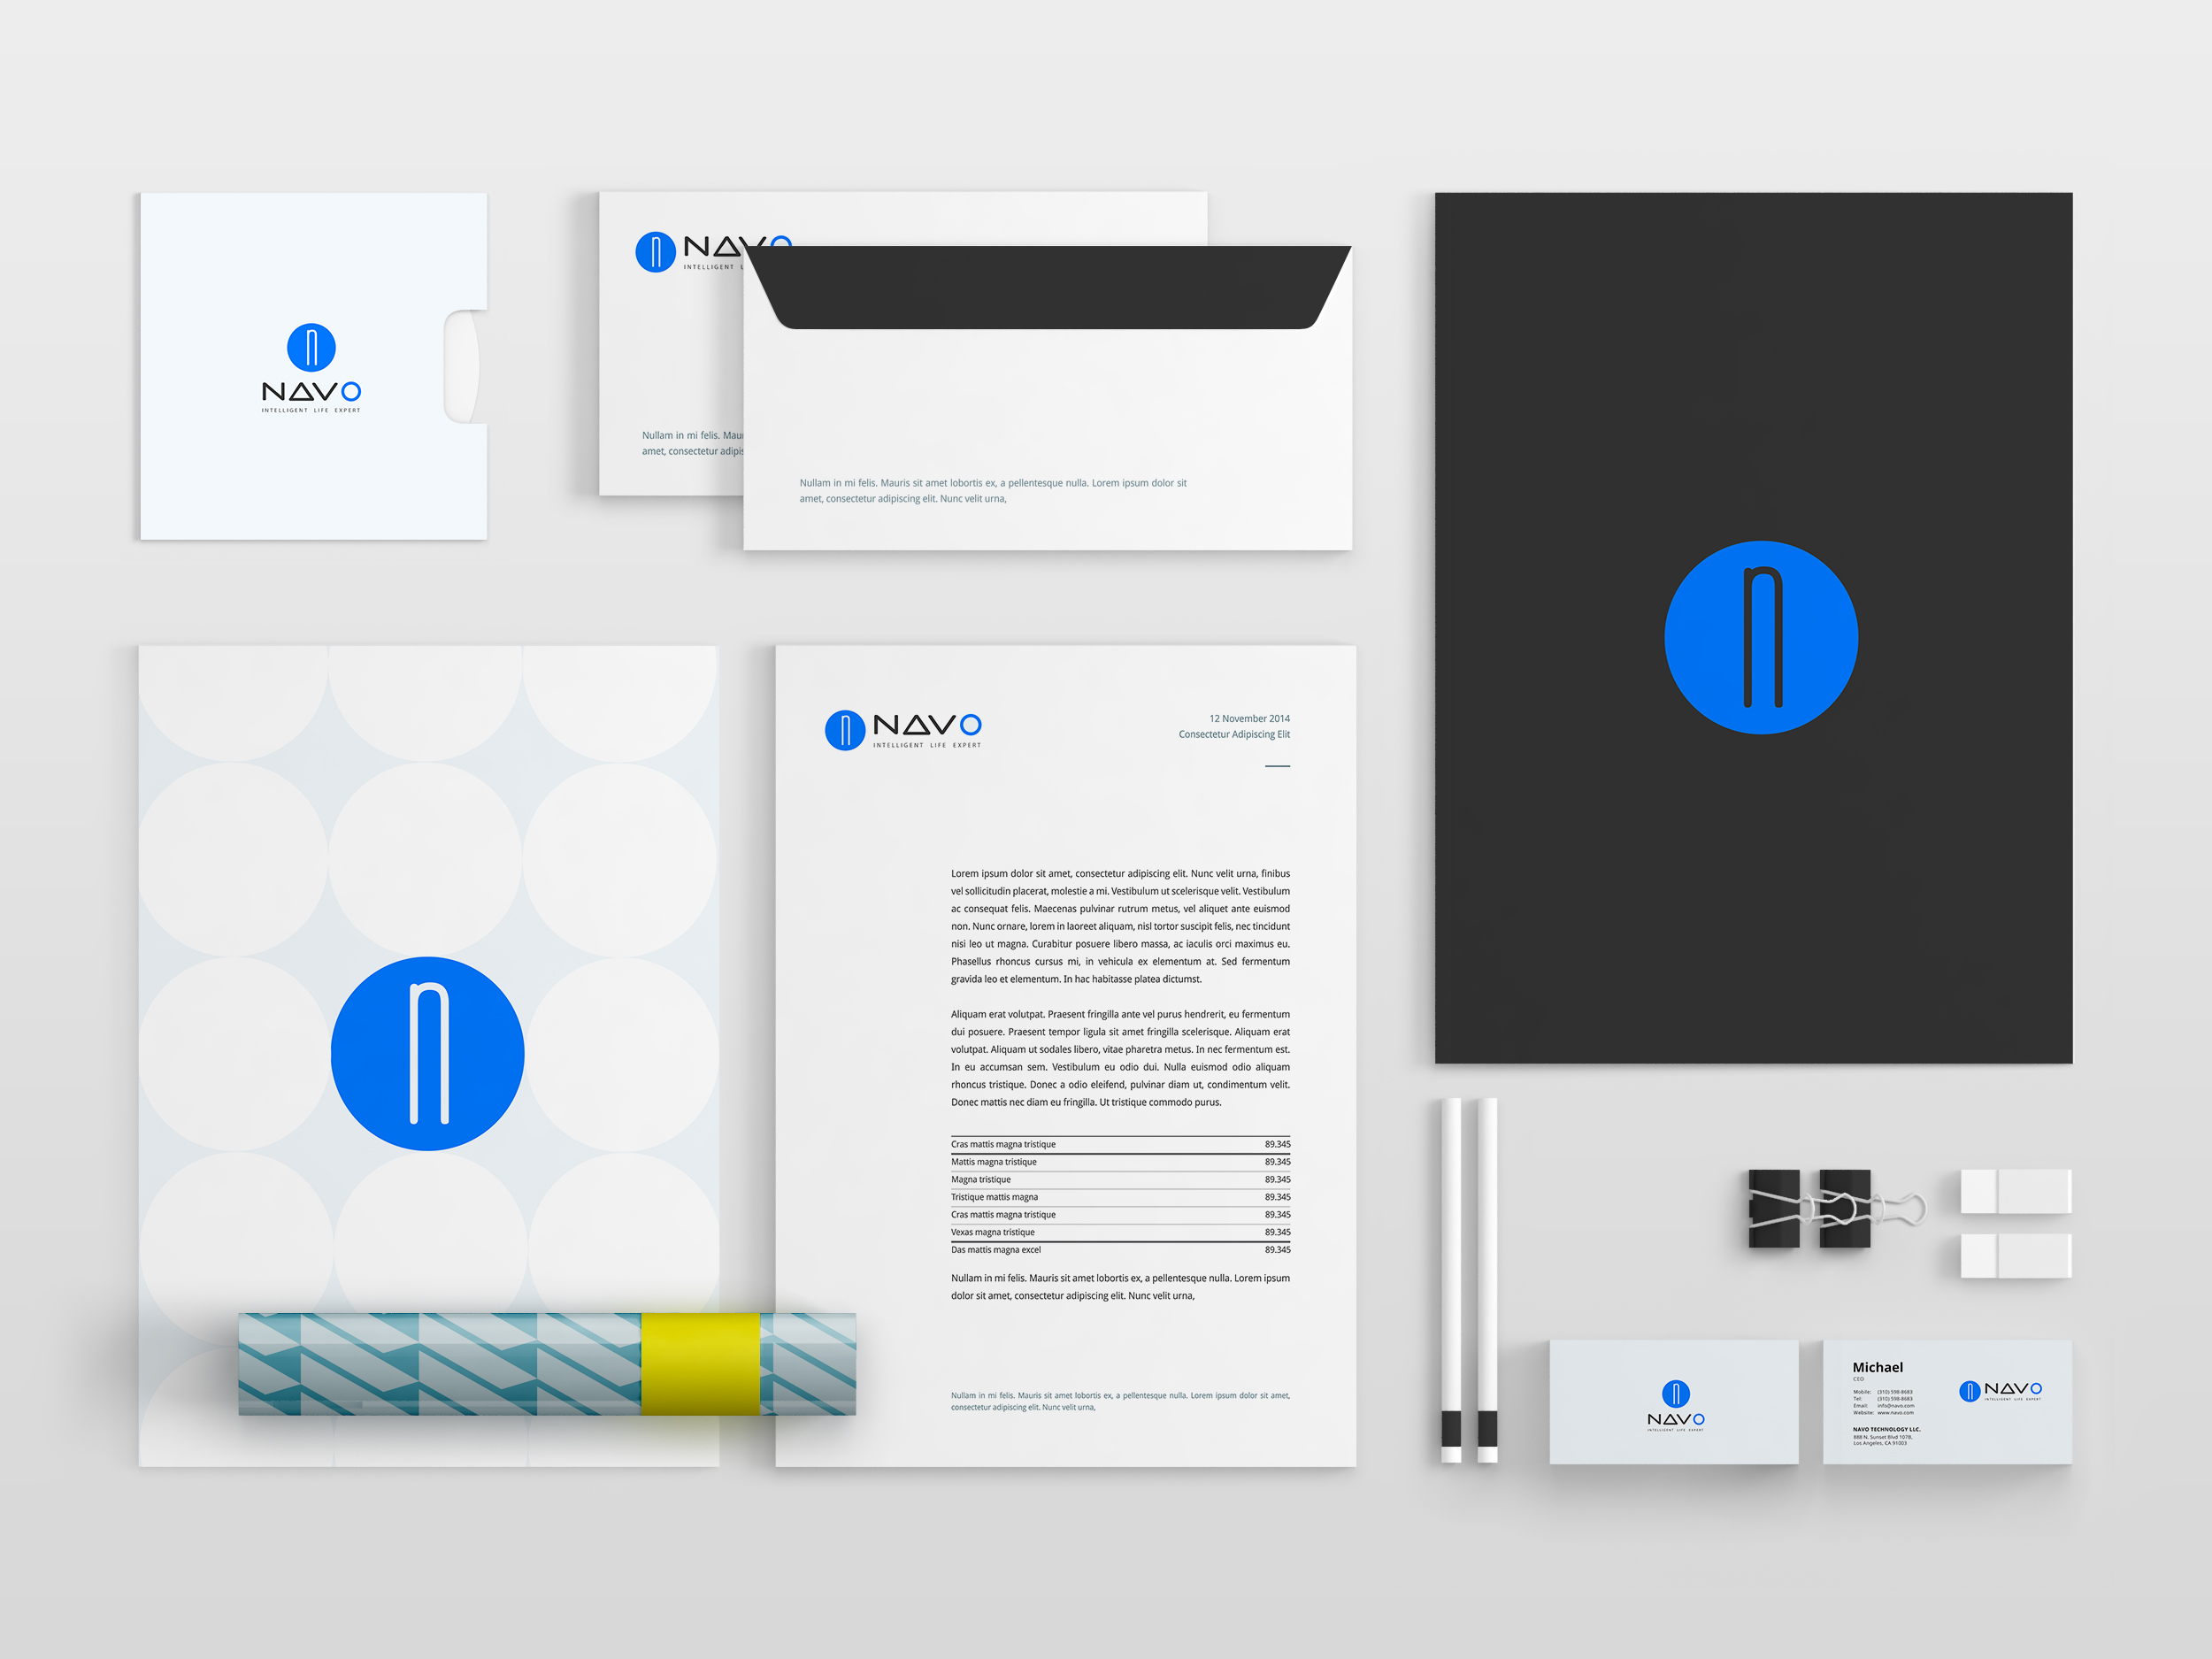 n
NAVO
INTELLIGENT LIFE EXPERT
n NAVO
INTELLIGENT
Nullam in mi felis.
amet, consectetur
Nullam in mi felis. Mauris sit amet lobortis ex, a pellentesque nulla. Lorem ipsum dolor sit
amet, consectetur adipiscing elit. Nunc velit urna,
n
n
n NAVO
INTELLIGENT LIFE EXPERT
12 November 2014
Consectetur Adipiscing Elit
Lorem ipsum dolor sit amet, consectetur adipiscing elit. Nunc velit urna, finibus
vel sollicitudin placerat, molestie a mi. Vestibulum ut scelerisque velit. Vestibulum
ac consequat felis. Maecenas pulvinar rutrum metus, vel aliquet ante euismod
non. Nunc ornare, lorem in laoreet aliquam, nisl tortor suscipit felis, nec tincidunt
nisi leo ut magna. Curabitur posuere libero massa, ac iaculis orci maximus eu.
Phasellus rhoncus cursus mi, in vehicula ex elementum at. Sed fermentum
gravida leo et elementum. In hac habitasse platea dictumst.
Aliquam erat volutpat. Praesent fringilla ante vel purus hendrerit, eu fermentum
dui posuere. Praesent tempor ligula sit amet fringilla scelerisque. Aliquam erat
volutpat. Aliquam ut sodales libero, vitae pharetra metus. In nec fermentum est.
In eu accumsan sem. Vestibulum eu odio dui. Nulla euismod odio aliquam
rhoncus tristique. Donec a odio eleifend, pulvinar diam ut, condimentum velit.
Donec mattis nec diam eu fringilla. Ut tristique commodo purus.
Cras mattis magna tristique 89.345
Mattis magna tristique 89.345
Magna tristique 89.345
Tristique mattis magna 89.345
Cras mattis magna tristique 89.345
Vexas magna tristique 89.345
Das mattis magna excel 89.345
Nullam in mi felis. Mauris sit amet lobortis ex, a pellentesque nulla. Lorem ipsum
dolor sit amet, consectetur adipiscing elit. Nunc velit urna,
Nullam in mi felis. Mauris sit amet lobortis ex, a pellentesque nulla. Lorem ipsum dolor sit amet,
consectetur adipiscing elit. Nunc velit urna,
n
NAVO
INTELLIGENT LIFE EXPERT
Michael
CEO
Mobile: (310) 598-8683
Tel: (310) 598-8683
Email: info@navo.com
Website: www.navo.com
NAVO TECHNOLOGY LLC.
888 N. Sunset Blvd 1078,
Los Angeles, CA 91003
n NAVO
INTELLIGENT LIFE EXPERT